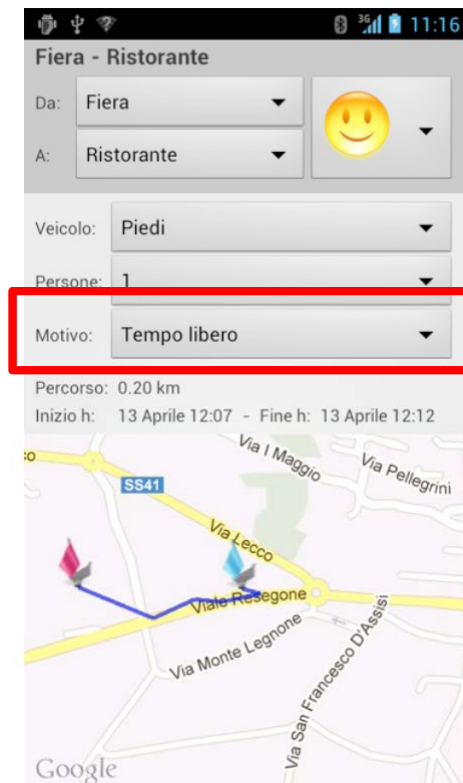 3G 11:16
Fiera - Ristorante
Da: Fiera
A: Ristorante
Veicolo: Piedi
Persone: 1
Motivo: Tempo libero
Percorso: 0.20 km
Inizio h: 13 Aprile 12:07 - Fine h: 13 Aprile 12:12
Via I Maggio
Via Pellegrini
co
SS41
Via Lecco
Viale Resegone
Via Monte Legnone
Via San Francesco D'Assisi
Google